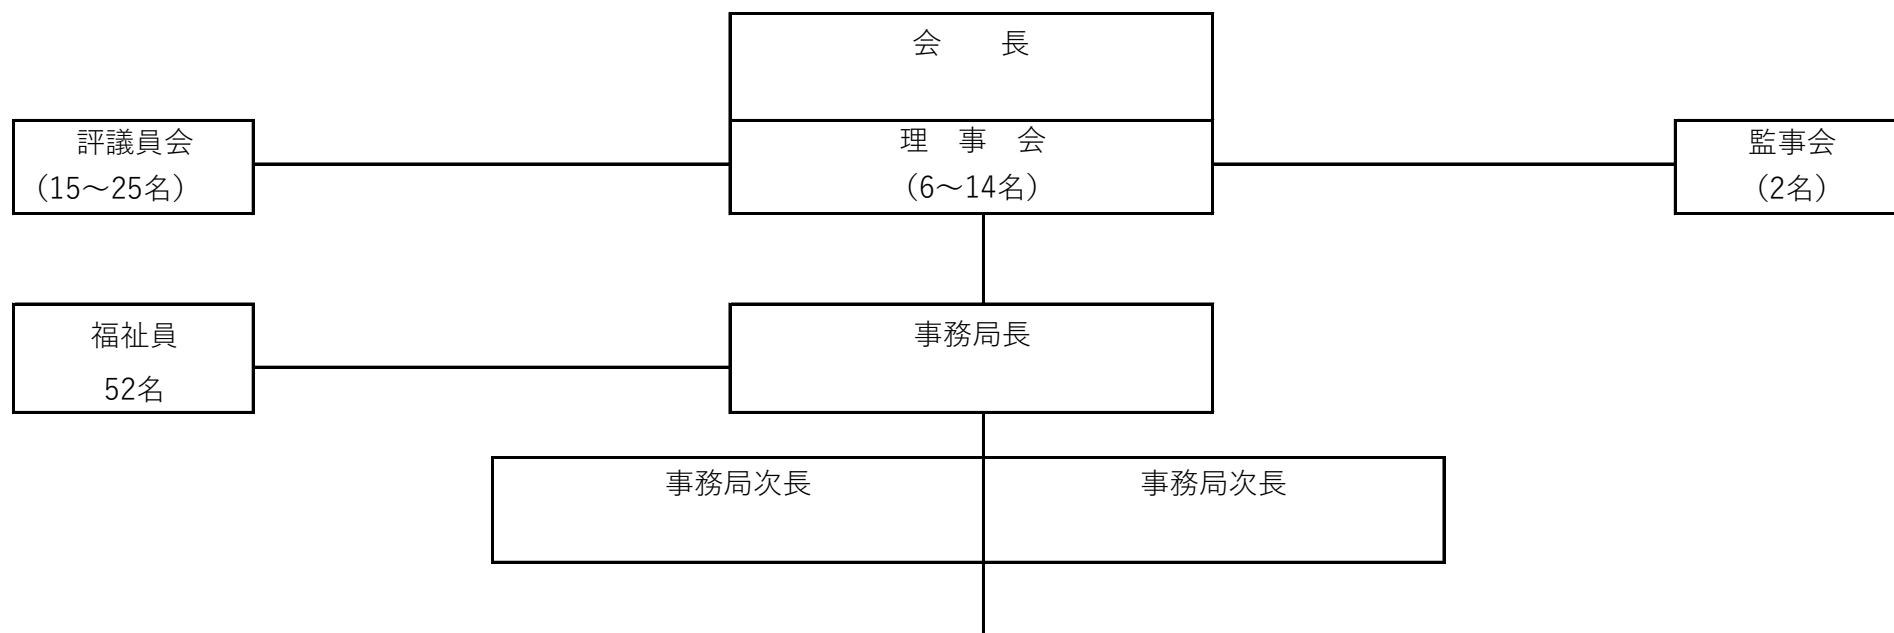 会　　長
評議員会
（15～25名）
理　事　会
（6～14名）
監事会
（2名）
福祉員
52名
事務局長
事務局次長
事務局次長